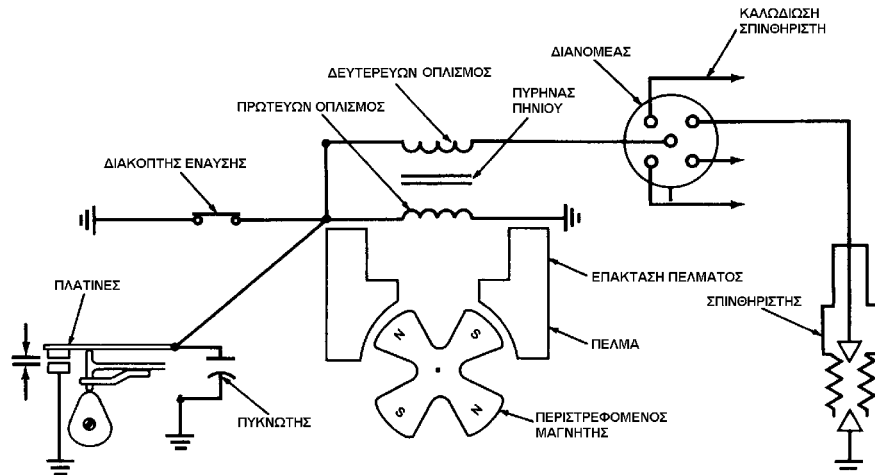 ΚΑΛΩΔΙΩΣΗ
ΣΠΙΝΘΗΡΙΣΤΗ
ΔΙΑΝΟΜΕΑΣ
ΔΕΥΤΕΡΕΥΩΝ ΟΠΛΙΣΜΟΣ
ΠΥΡΗΝΑΣ
ΠΗΝΙΟΥ
ΠΡΩΤΕΥΩΝ ΟΠΛΙΣΜΟΣ
ΔΙΑΚΟΠΤΗΣ ΕΝΑΥΣΗΣ
ΕΠΑΚΤΑΣΗ ΠΕΛΜΑΤΟΣ
ΠΛΑΤΙΝΕΣ
ΣΠΙΝΘΗΡΙΣΤΗΣ
N
S
ΠΕΛΜΑ
S
N
ΠΥΚΝΩΤΗΣ
ΠΕΡΙΣΤΡΕΦΟΜΕΝΟΣ
ΜΑΓΝΗΤΗΣ